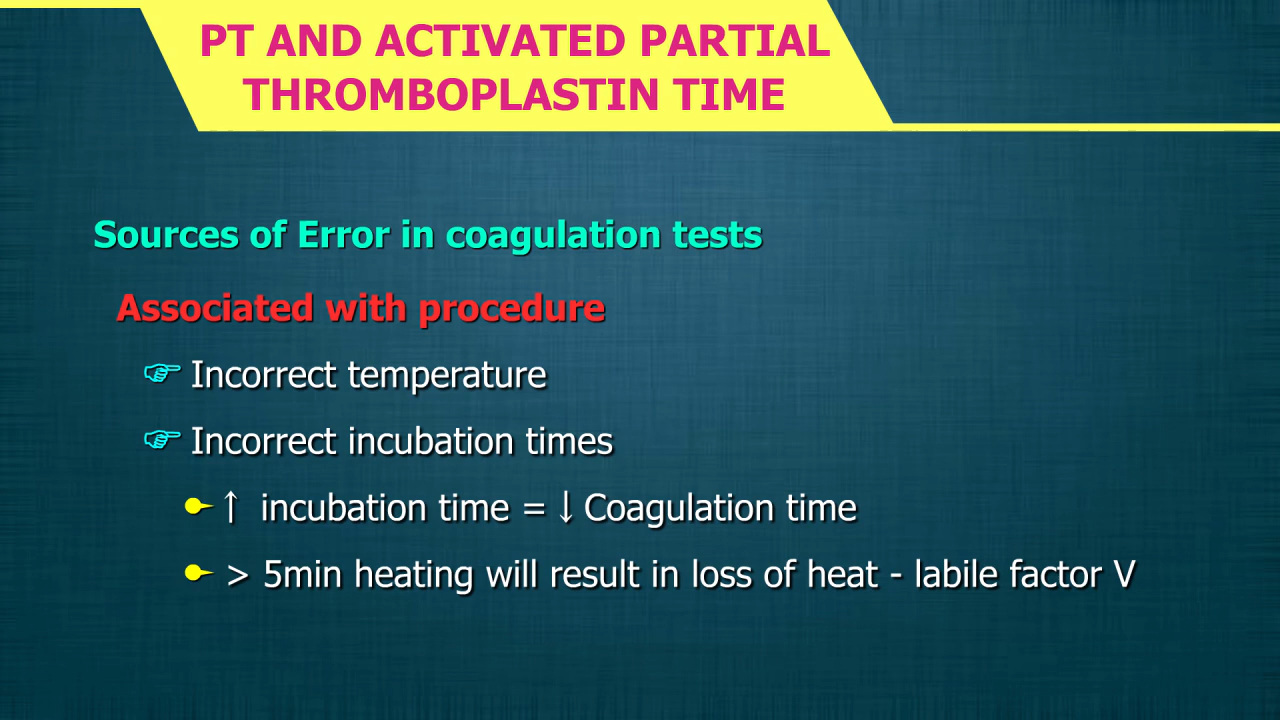 PT AND ACTIVATED PARTIAL
THROMBOPLASTIN TIME
Sources of Error in coagulation tests
Associated with procedure
☞ Incorrect temperature
☞ Incorrect incubation times
↑ incubation time = ↓ Coagulation time
> 5min heating will result in loss of heat - labile factor V